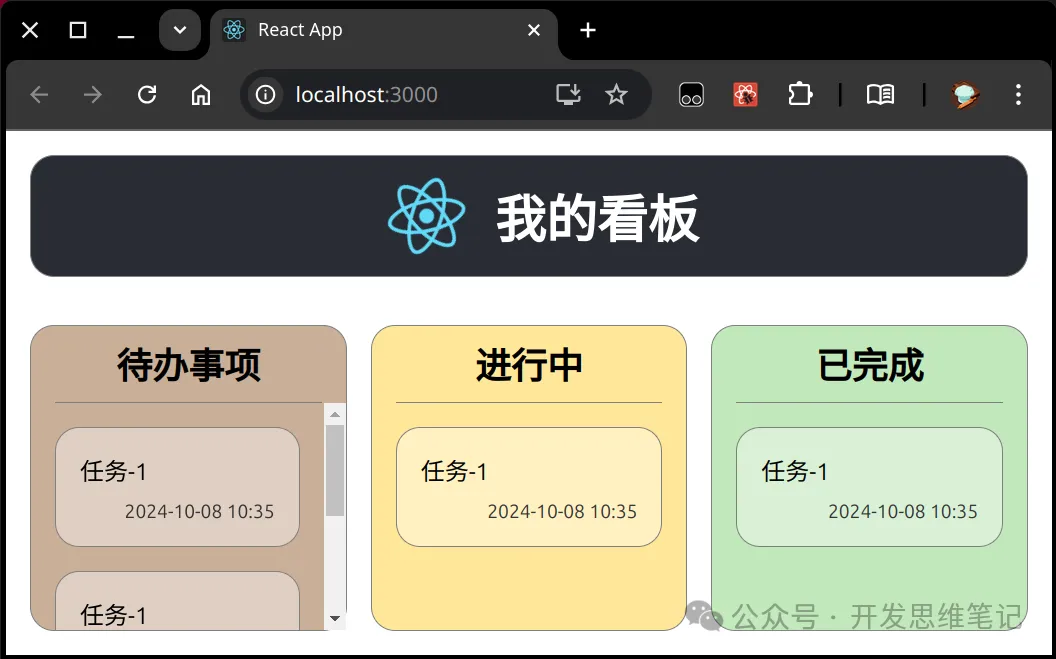 React App
localhost:3000
我的看板
待办事项
进行中
已完成
任务-1
2024-10-08 10:35
任务-1
2024-10-08 10:35
任务-1
2024-10-08 10:35
任务-1
公众号 · 开发思维笔记